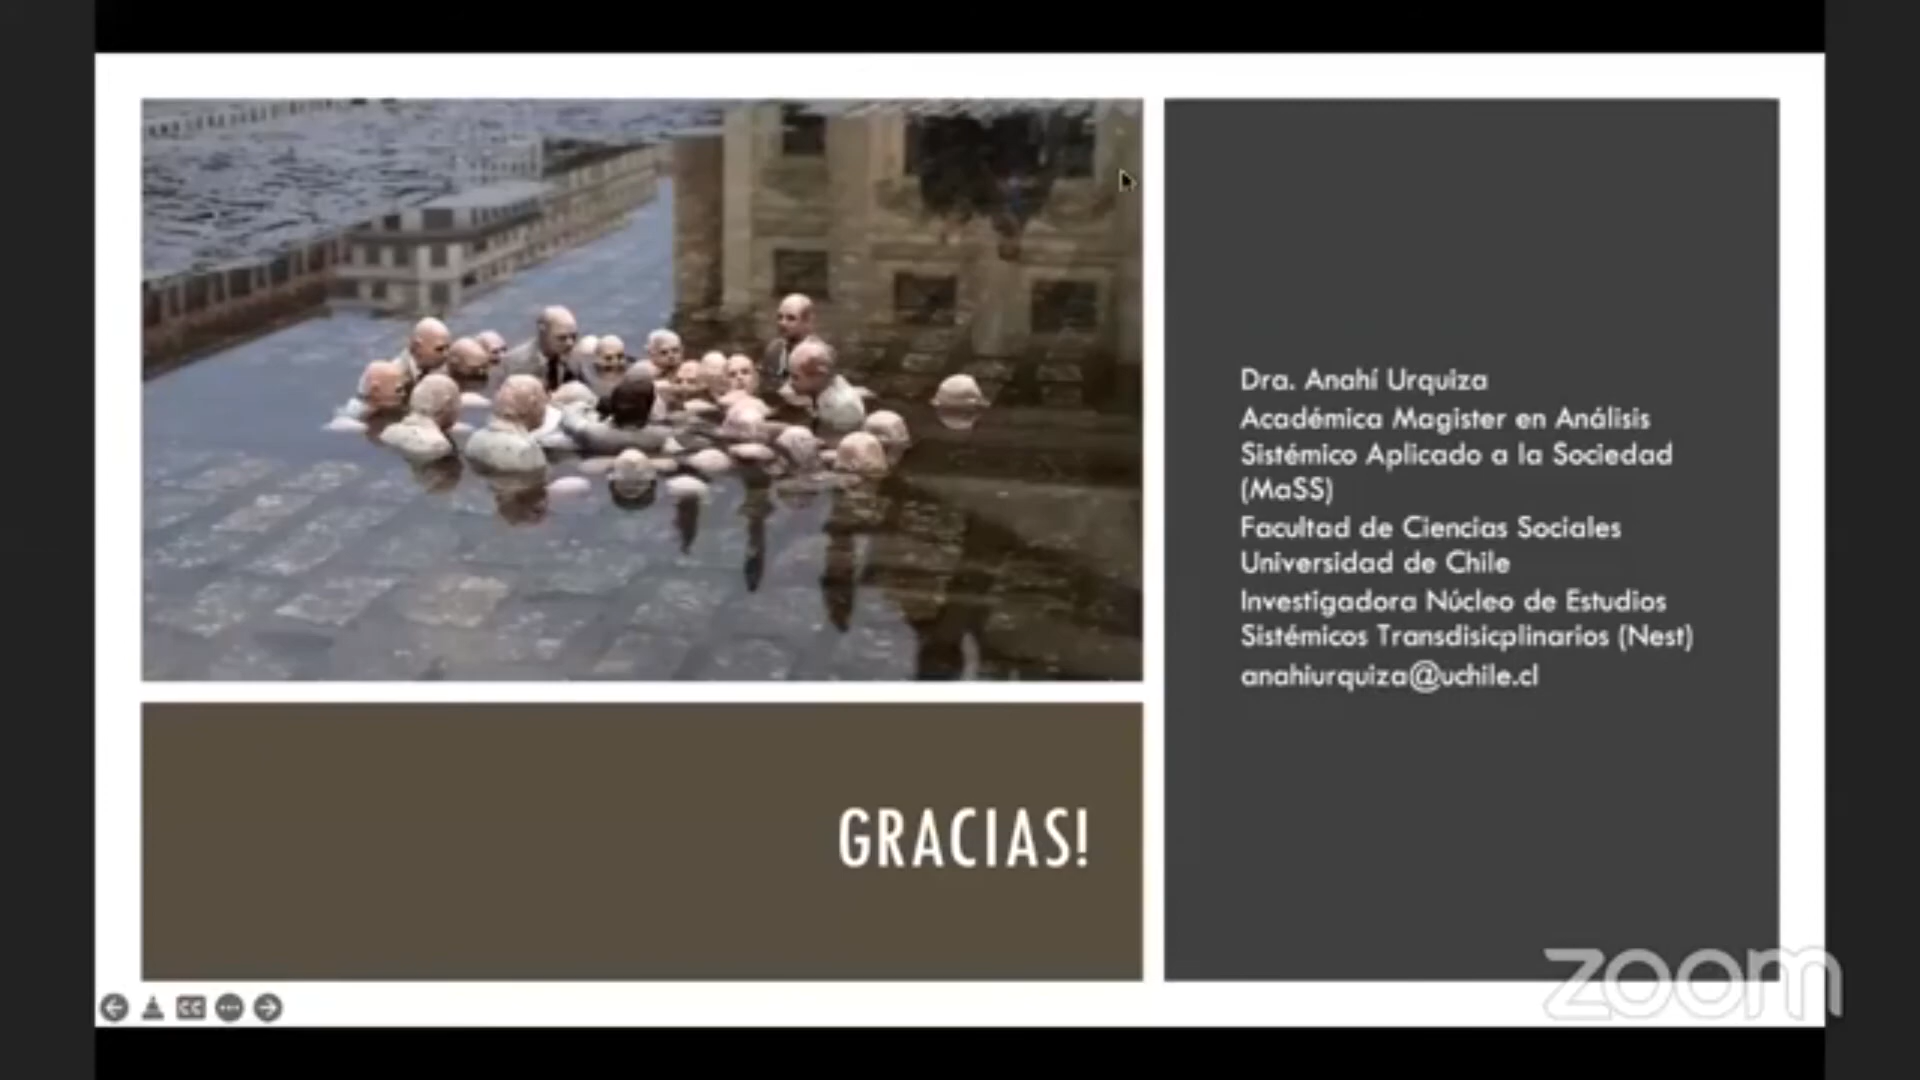 Dra. Anahí Urquiza
Académica Magister en Análisis
Sistémico Aplicado a la Sociedad
(MaSS)
Facultad de Ciencias Sociales
Universidad de Chile
Investigadora Núcleo de Estudios
Sistémicos Transdisicplinarios (Nest)
anahiurquiza@uchile.cl
GRACIAS!
CC
zoom